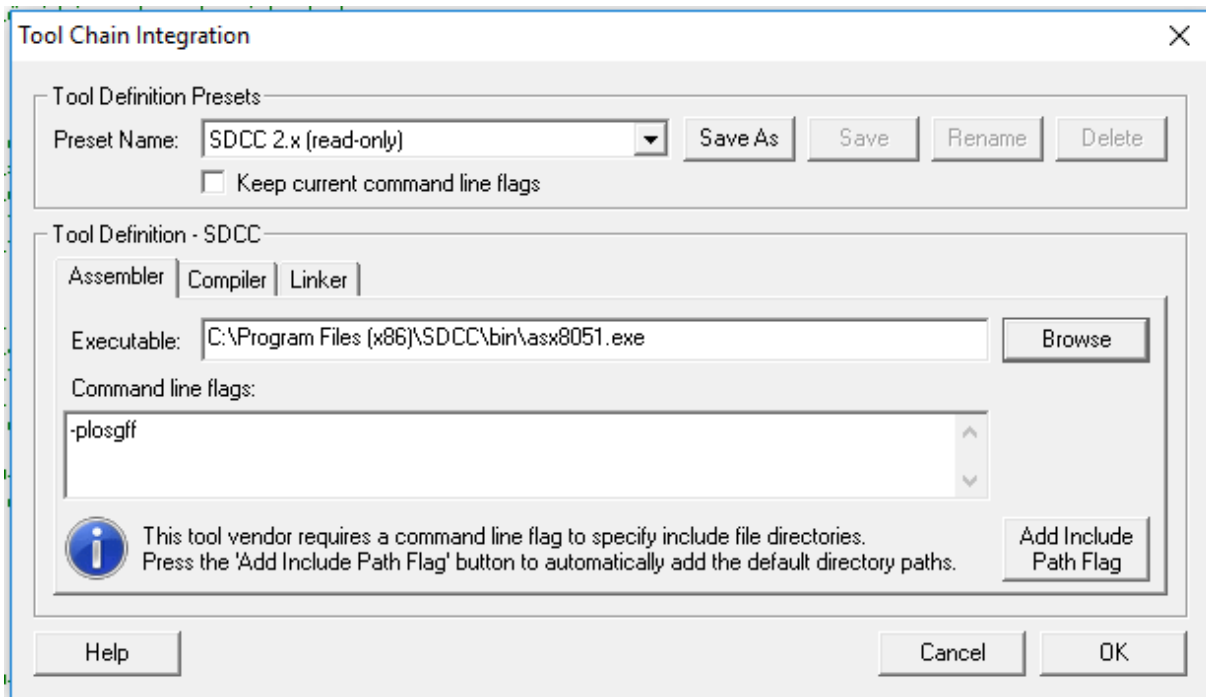 Tool Chain Integration
Tool Definition Presets
Preset Name: SDCC 2.x (read-only) Save As Save Rename Delete
Keep current command line flags
Tool Definition - SDCC
Assembler Compiler Linker
Executable: C:\Program Files (x86)\SDCC\bin\asx8051.exe Browse
Command line flags:
-plosgff
This tool vendor requires a command line flag to specify include file directories.
Press the 'Add Include Path Flag' button to automatically add the default directory paths.
Add Include
Path Flag
Help Cancel OK